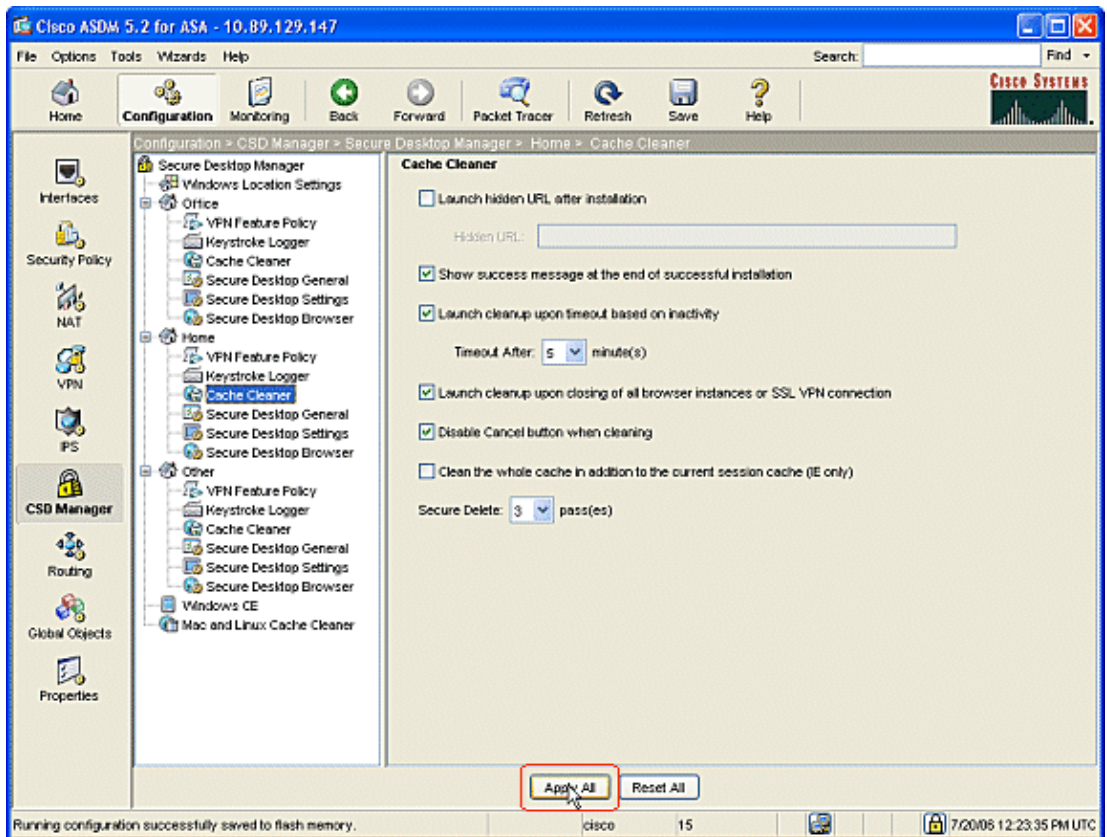 Cisco ASDM 5.2 for ASA - 10.89.129.147
File Options Tools Wizards Help Search: Find
Home Configuration Monitoring Back Forward Packet Tracer Refresh Save Help
CISCO SYSTEMS
Configuration > CSD Manager > Secure Desktop Manager > Home > Cache Cleaner
Interfaces
Security Policy
NAT
VPN
IPS
CSD Manager
Routing
Global Objects
Properties
Secure Desktop Manager
Windows Location Settings
Office
VPN Feature Policy
Keystroke Logger
Cache Cleaner
Secure Desktop General
Secure Desktop Settings
Secure Desktop Browser
Home
VPN Feature Policy
Keystroke Logger
Cache Cleaner
Secure Desktop General
Secure Desktop Settings
Secure Desktop Browser
Other
VPN Feature Policy
Keystroke Logger
Cache Cleaner
Secure Desktop General
Secure Desktop Settings
Secure Desktop Browser
Windows CE
Mac and Linux Cache Cleaner
Cache Cleaner
Launch hidden URL after installation
Hidden URL:
Show success message at the end of successful installation
Launch cleanup upon timeout based on inactivity
Timeout After: 5 minute(s)
Launch cleanup upon closing of all browser instances or SSL VPN connection
Disable Cancel button when cleaning
Clean the whole cache in addition to the current session cache (IE only)
Secure Delete: 3 pass(es)
Apply All Reset All
Running configuration successfully saved to flash memory. cisco 15 7/20/06 12:23:35 PM UTC